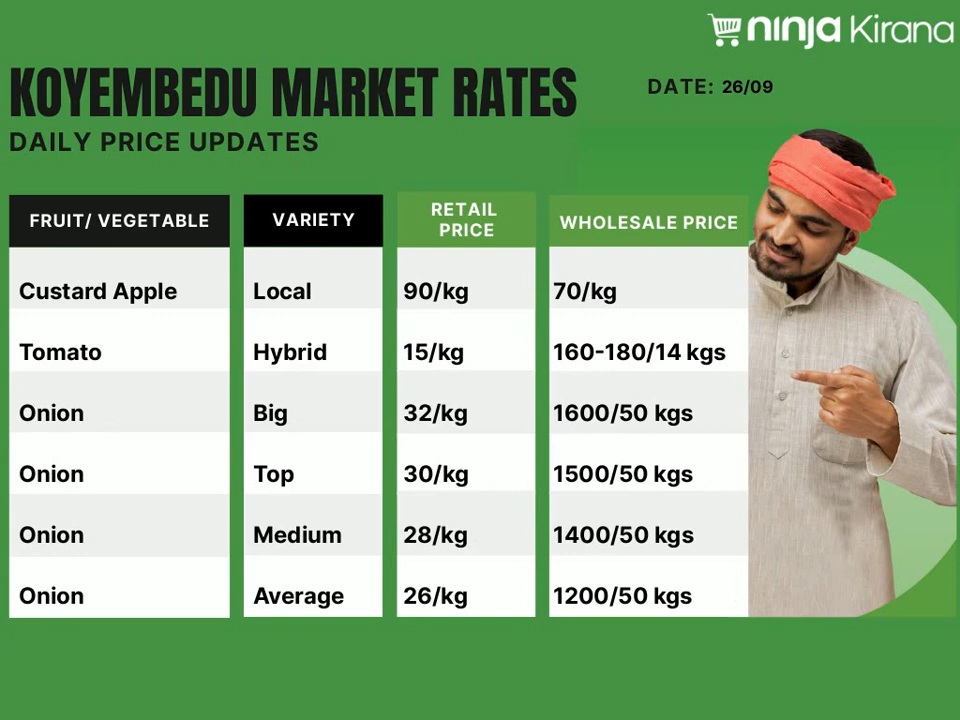 ninja Kirana
KOYEMBEDU MARKET RATES
DATE: 26/09
DAILY PRICE UPDATES
FRUIT/ VEGETABLE VARIETY RETAIL PRICE WHOLESALE PRICE
Custard Apple Local 90/kg 70/kg
Tomato Hybrid 15/kg 160-180/14 kgs
Onion Big 32/kg 1600/50 kgs
Onion Top 30/kg 1500/50 kgs
Onion Medium 28/kg 1400/50 kgs
Onion Average 26/kg 1200/50 kgs